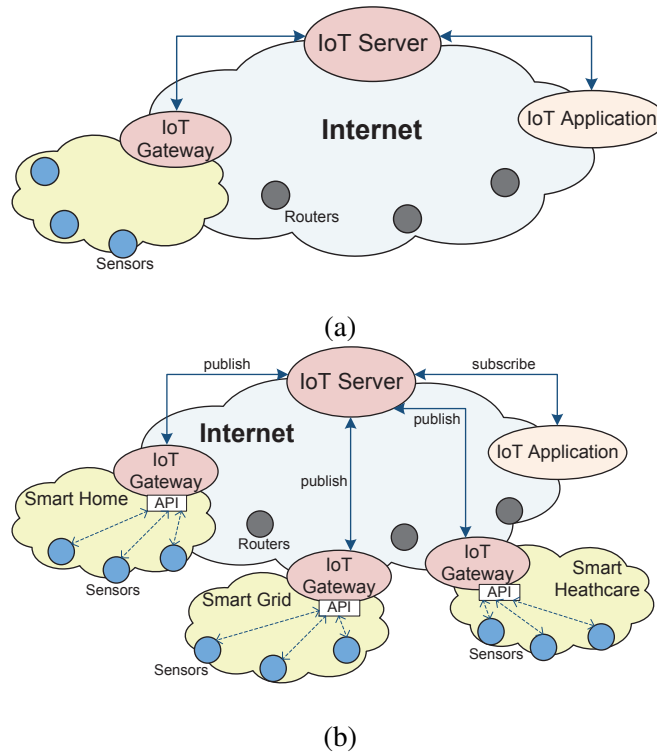 IoT Server
IoT
Gateway
Internet
IoT Application
Routers
Sensors
(a)
publish
subscribe
IoT Server
Internet
publish
IoT
Gateway
API
Smart Home
publish
IoT Application
Routers
Sensors
IoT
Gateway
API
Smart Grid
IoT
Gateway
API
Smart
Heathcare
Sensors
Sensors
(b)